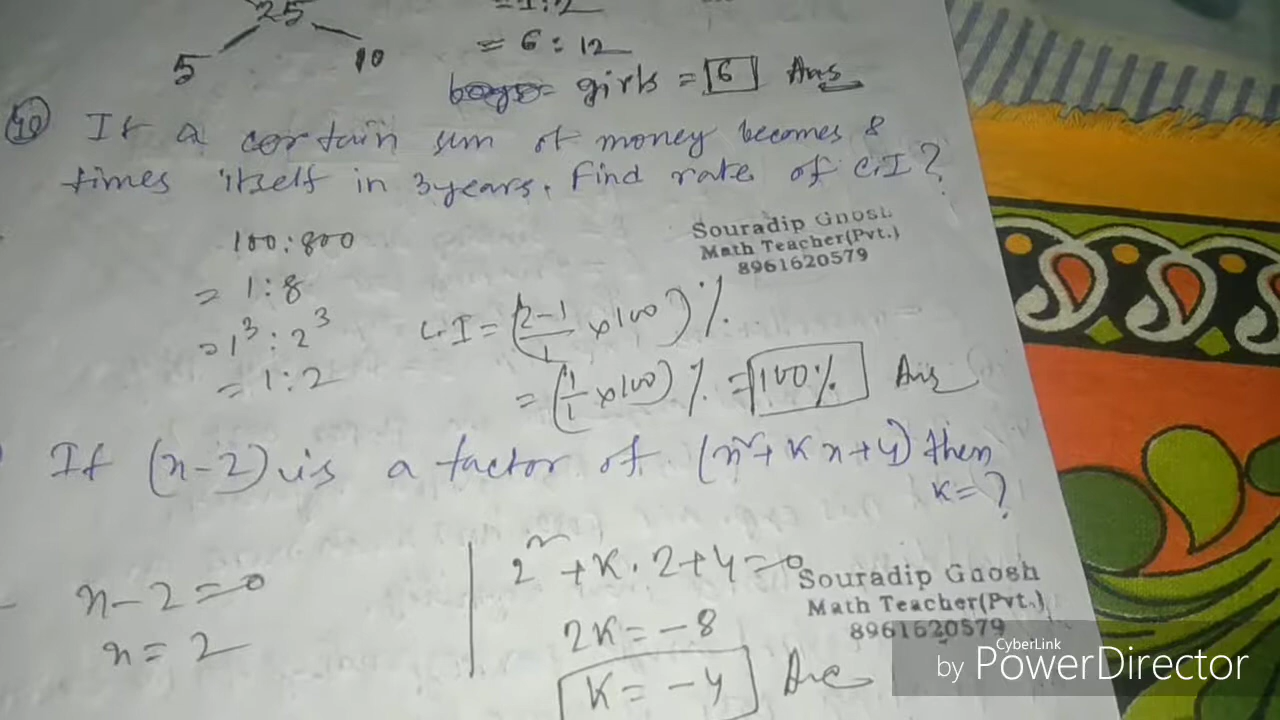 25
5 10
= 1:2
= 6 : 12
girls = 6 Ans
10 If a certain sum of money becomes 8
times itself in 3 years. Find rate of C.I?
100:800
= 1:8
= 1³ : 2³
= 1:2
C.I = (2-1/1 × 100) %
= (1/1 × 100) % = 100% Ans
Souradip Ghosh
Math Teacher(Pvt.)
8961620579
If (x-2) is a factor of (x²+Kx+4) then
K=?
x-2=0
x=2
2²+K.2+4=0
2K=-8
K=-4 Ans
Souradip Ghosh
Math Teacher(Pvt.)
8961620579
CyberLink
by PowerDirector